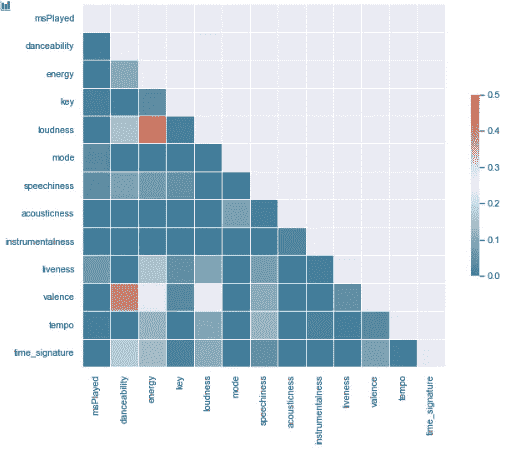 msPlayed
danceability
energy
key
loudness
mode
speechiness
acousticness
instrumentalness
liveness
valence
tempo
time_signature
0.5
0.4
0.3
0.2
0.1
0.0
msPlayed
danceability
energy
key
loudness
mode
speechiness
acousticness
instrumentalness
liveness
valence
tempo
time_signature